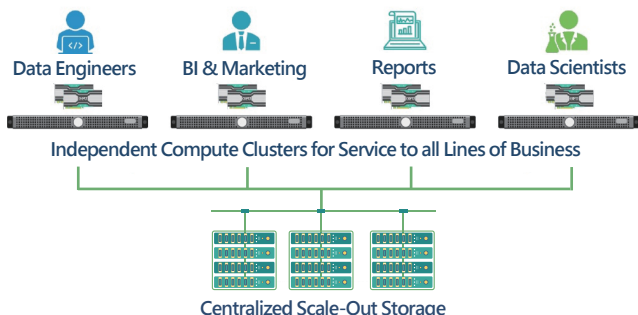 Data Engineers
BI & Marketing
Reports
Data Scientists
Independent Compute Clusters for Service to all Lines of Business
Centralized Scale-Out Storage